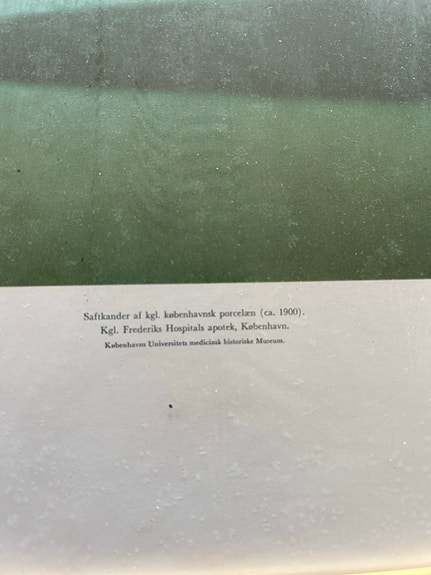 Saftkander af kgl. københavnsk porcelæn (ca. 1900).
Kgl. Frederiks Hospitals apotek, København.
Københavns Universitets medicinsk historiske Museum.